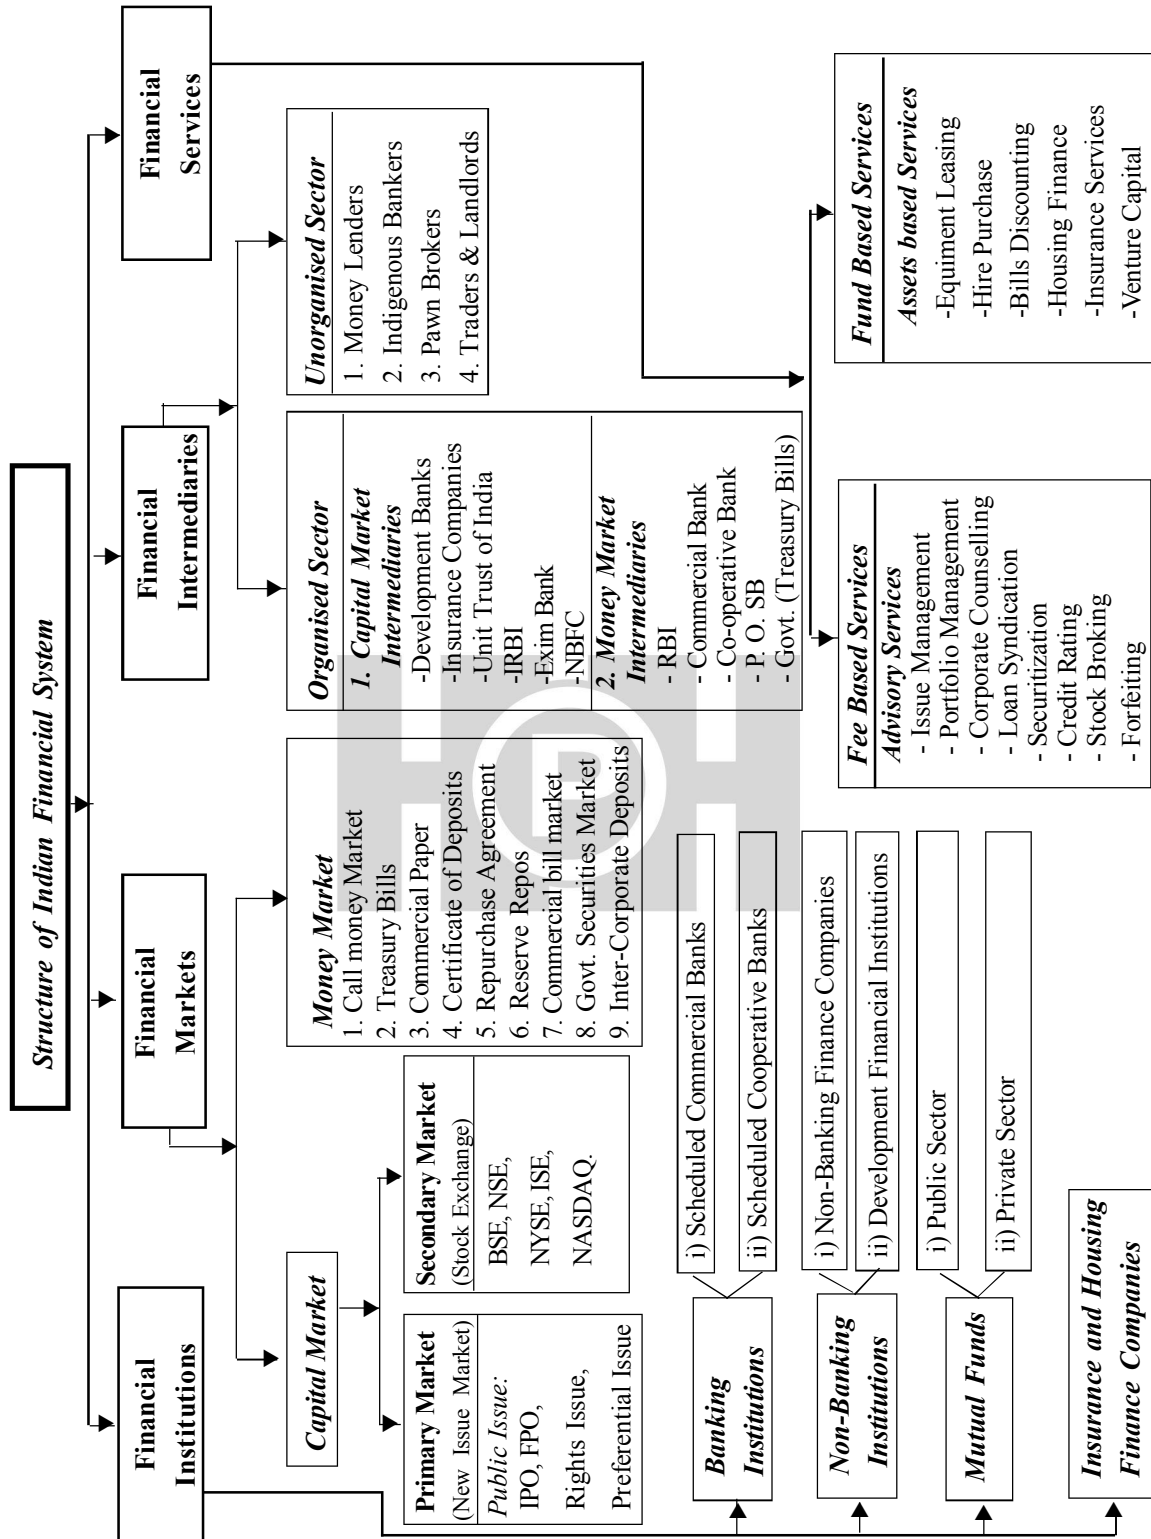 Structure of Indian Financial System
Financial
Institutions
Financial
Markets
Financial
Intermediaries
Financial
Services
Capital Market
Primary Market
(New Issue Market)
Public Issue:
IPO, FPO,
Rights Issue,
Preferential Issue
Secondary Market
(Stock Exchange)
BSE, NSE,
NYSE, ISE,
NASDAQ.
Money Market
1. Call money Market
2. Treasury Bills
3. Commercial Paper
4. Certificate of Deposits
5. Repurchase Agreement
6. Reserve Repos
7. Commercial bill market
8. Govt. Securities Market
9. Inter-Corporate Deposits
Organised Sector
1. Capital Market
Intermediaries
-Development Banks
-Insurance Companies
-Unit Trust of India
-IRBI
-Exim Bank
-NBFC
2. Money Market
Intermediaries
- RBI
- Commercial Bank
- Co-operative Bank
- P. O. SB
- Govt. (Treasury Bills)
Unorganised Sector
1. Money Lenders
2. Indigenous Bankers
3. Pawn Brokers
4. Traders & Landlords
Banking
Institutions
i) Scheduled Commercial Banks
ii) Scheduled Cooperative Banks
Non-Banking
Institutions
i) Non-Banking Finance Companies
ii) Development Financial Institutions
Mutual Funds
i) Public Sector
ii) Private Sector
Insurance and Housing
Finance Companies
Fee Based Services
Advisory Services
- Issue Management
- Portfolio Management
- Corporate Counselling
- Loan Syndication
- Securitization
- Credit Rating
- Stock Broking
- Forfeiting
Fund Based Services
Assets based Services
-Equiment Leasing
-Hire Purchase
-Bills Discounting
-Housing Finance
-Insurance Services
-Venture Capital
HPH